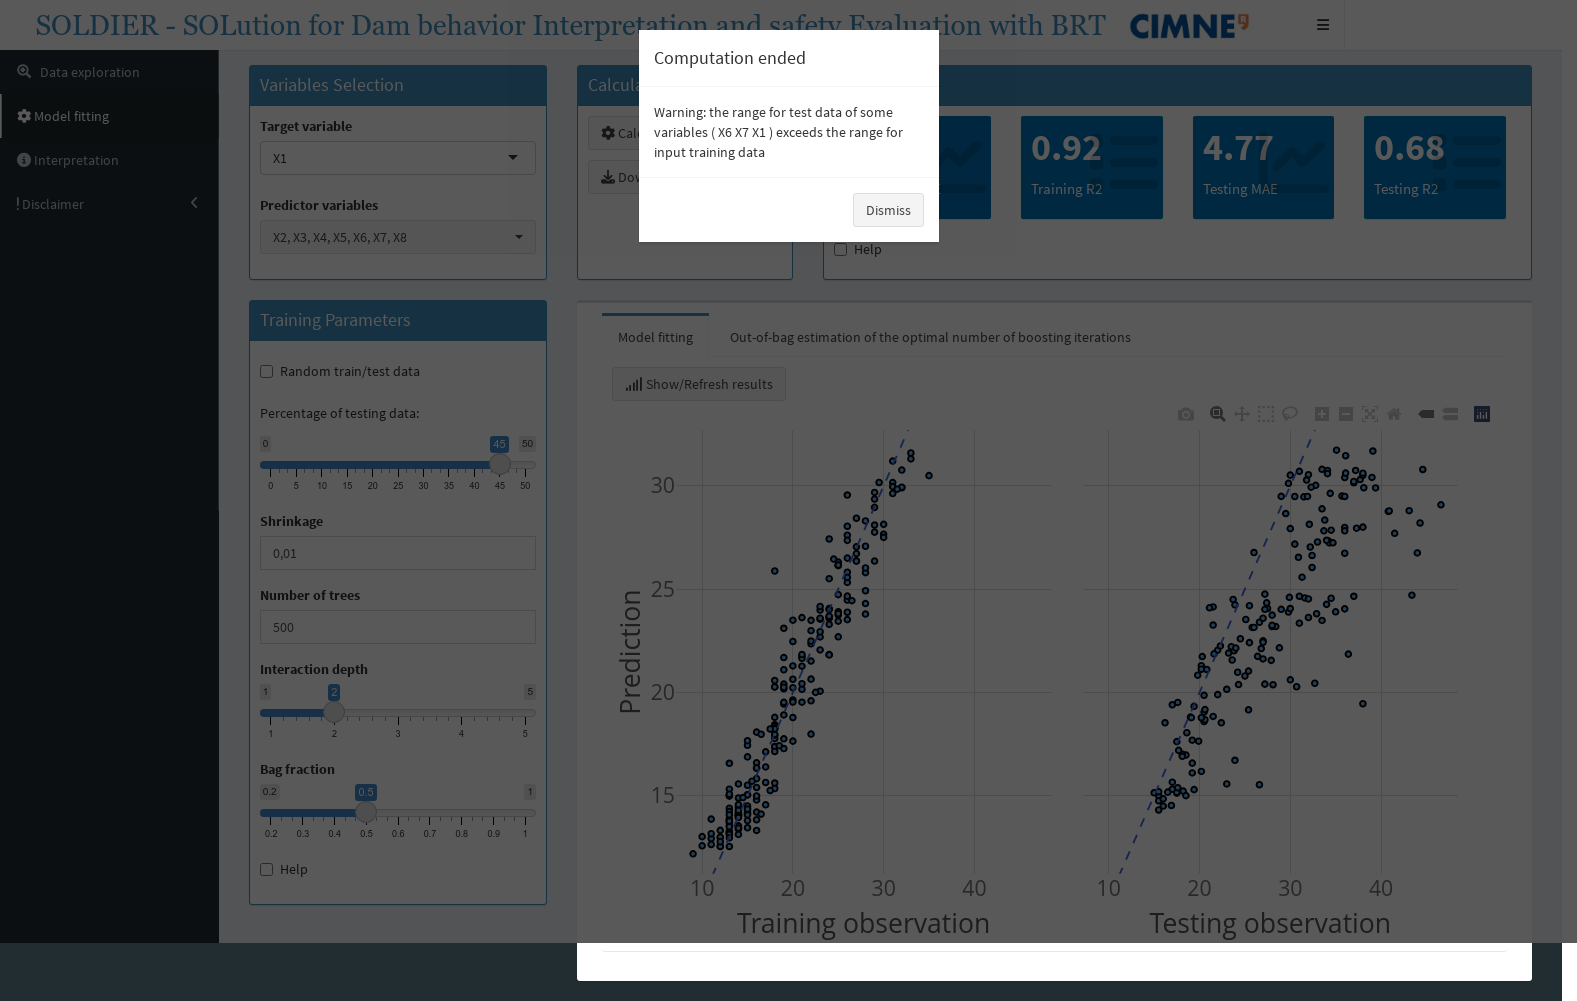 SOLDIER - SOLution for Dam behavior Interpretation and safety Evaluation with BRT
CIMNE
Data exploration
Model fitting
Interpretation
! Disclaimer
Variables Selection
Target variable
X1
Predictor variables
X2, X3, X4, X5, X6, X7, X8
Computation ended
Warning: the range for test data of some
variables ( X6 X7 X1 ) exceeds the range for
input training data
Dismiss
0.92
Training R2
4.77
Testing MAE
0.68
Testing R2
Help
Training Parameters
Random train/test data
Percentage of testing data:
0 45 50
0 5 10 15 20 25 30 35 40 45 50
Shrinkage
0,01
Number of trees
500
Interaction depth
1 2 5
1 2 3 4 5
Bag fraction
0.2 0.5 1
0.2 0.3 0.4 0.5 0.6 0.7 0.8 0.9 1
Help
Model fitting
Out-of-bag estimation of the optimal number of boosting iterations
Show/Refresh results
Prediction
30
25
20
15
10 20 30 40
10 20 30 40
Training observation
Testing observation